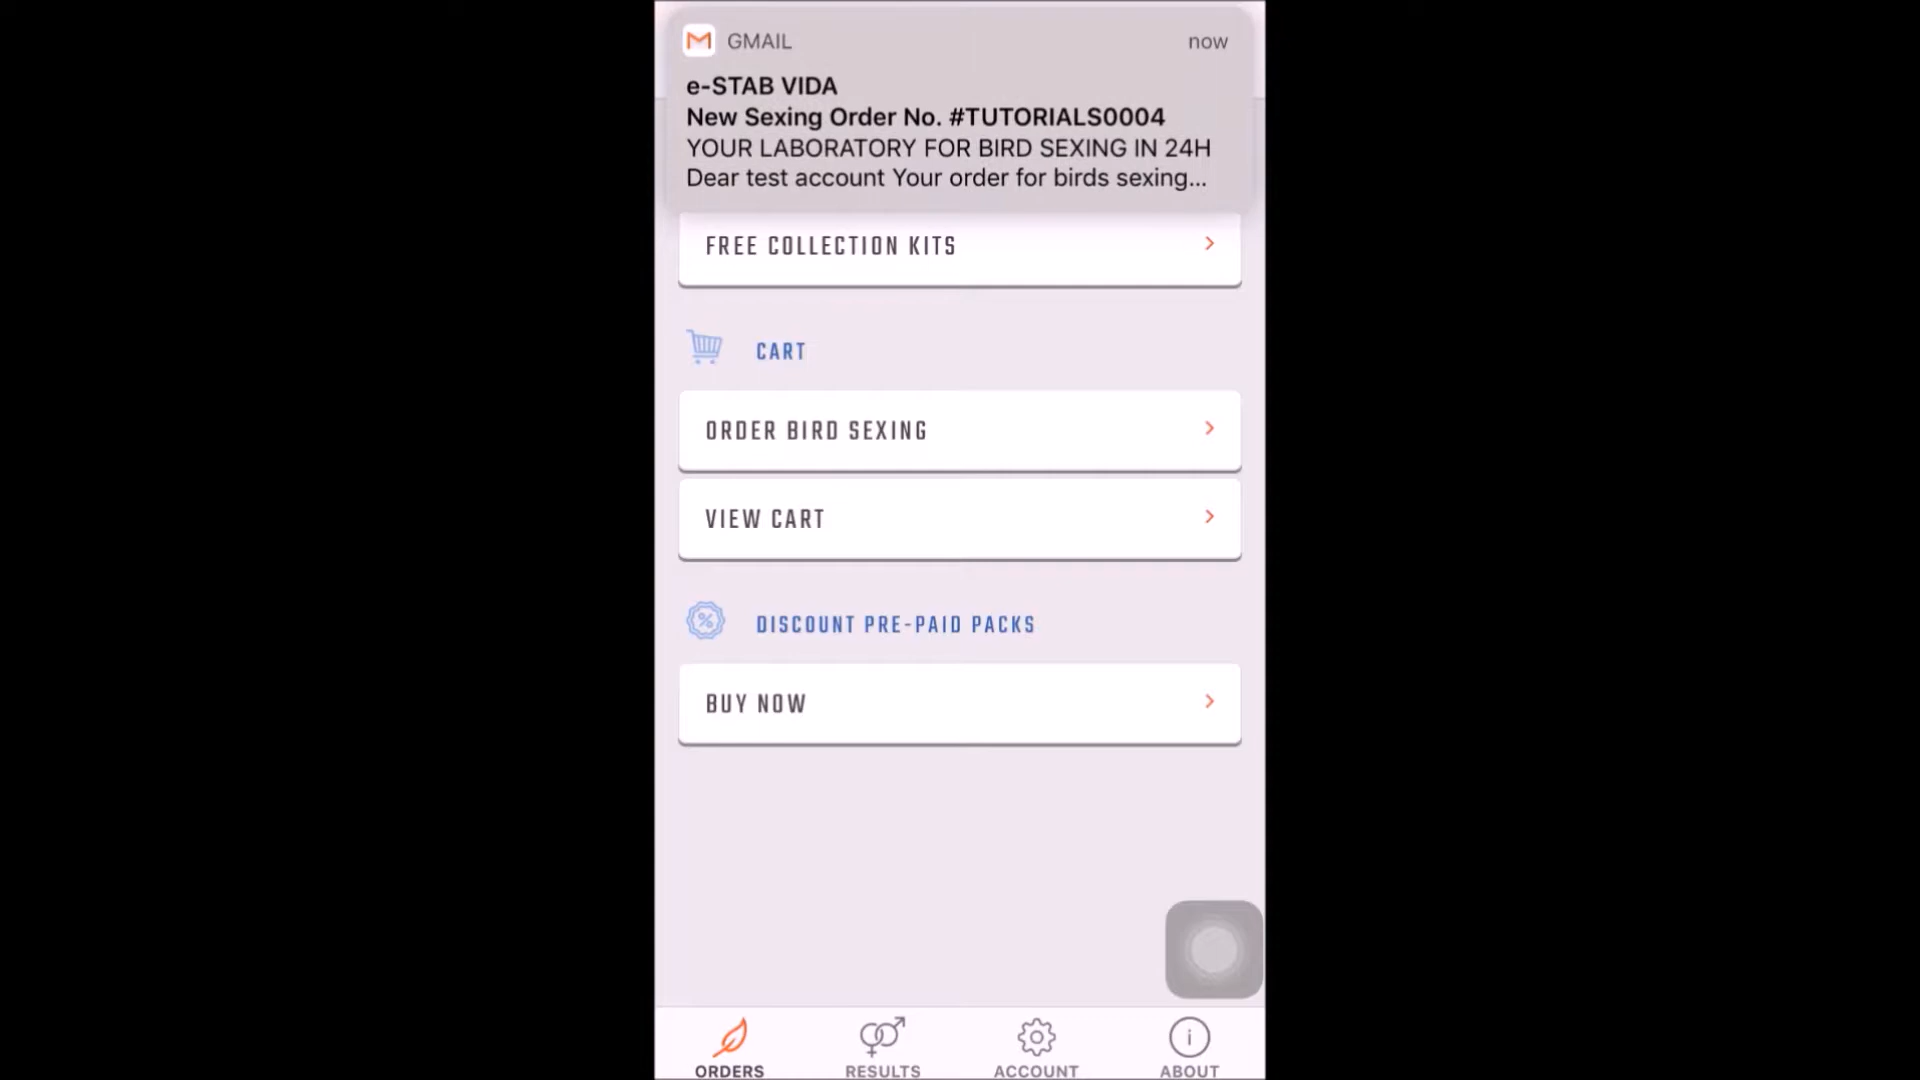 GMAIL
now
e-STAB VIDA
New Sexing Order No. #TUTORIALS0004
YOUR LABORATORY FOR BIRD SEXING IN 24H
Dear test account Your order for birds sexing...
FREE COLLECTION KITS
CART
ORDER BIRD SEXING
VIEW CART
DISCOUNT PRE-PAID PACKS
BUY NOW
ORDERS RESULTS ACCOUNT ABOUT